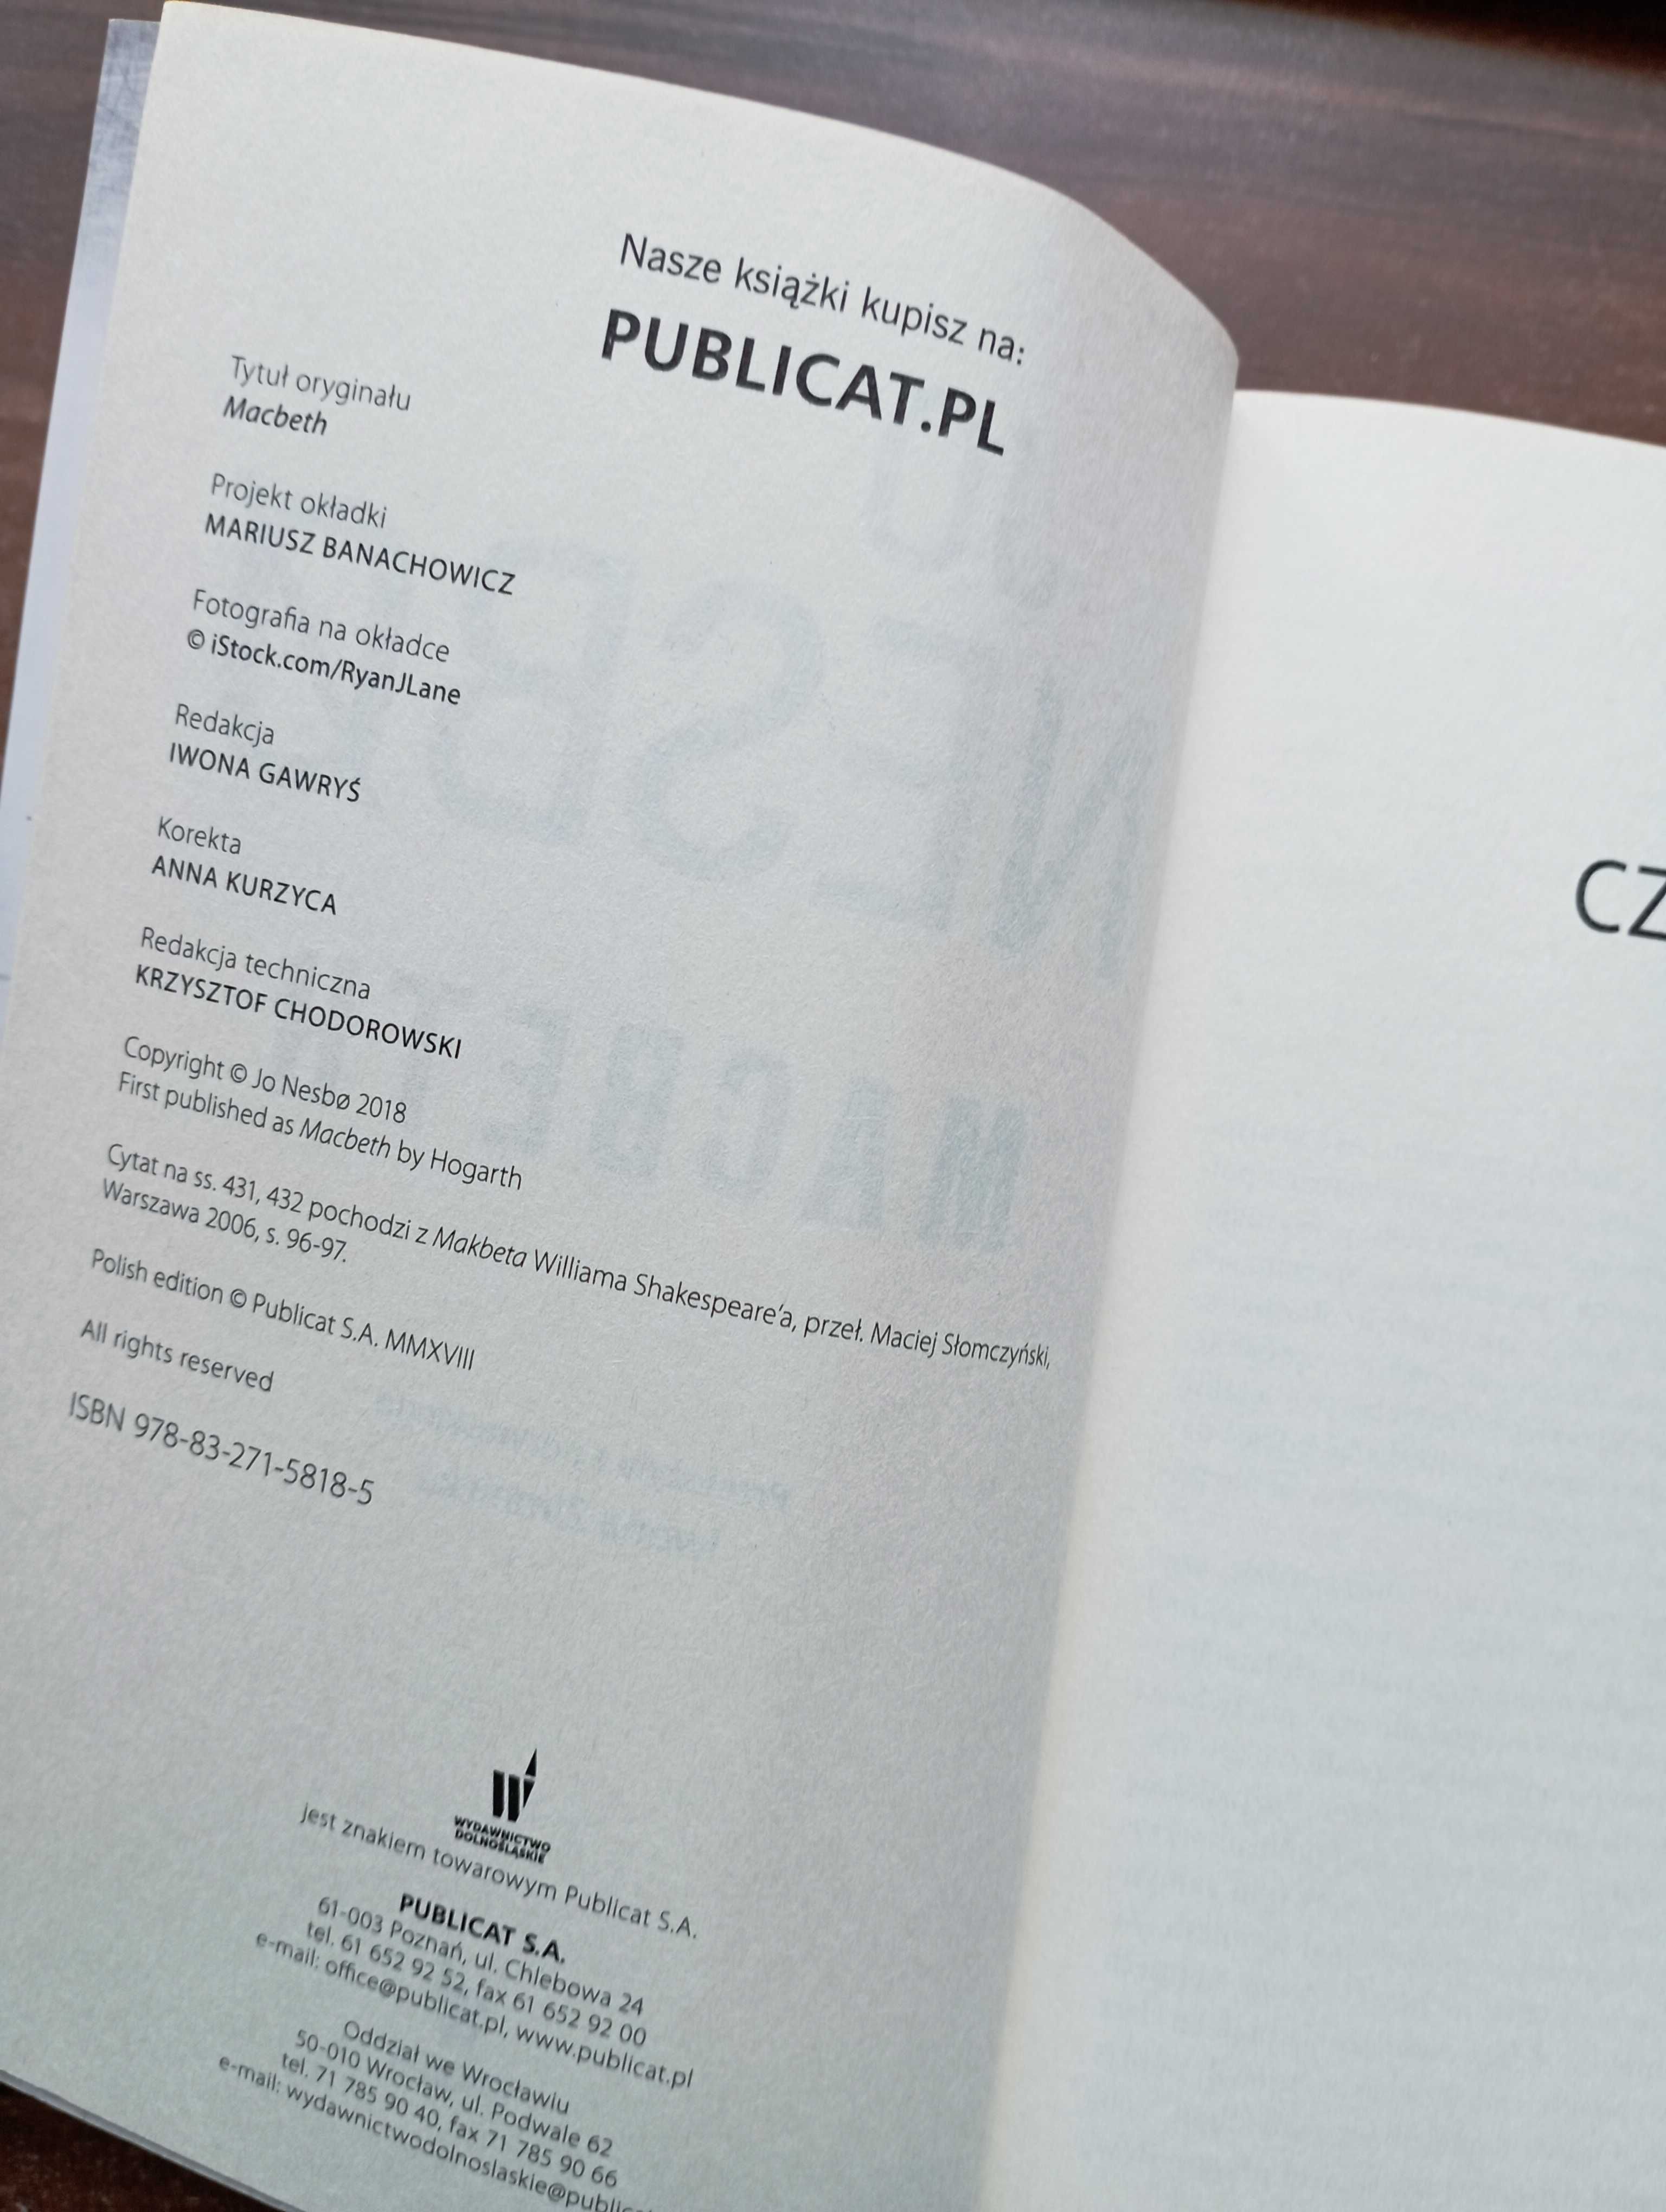 Nasze książki kupisz na:
PUBLICAT.PL
Tytuł oryginału
Macbeth
Projekt okładki
MARIUSZ BANACHOWICZ
Fotografia na okładce
© iStock.com/RyanJLane
Redakcja
IWONA GAWRYŚ
Korekta
ANNA KURZYCA
Redakcja techniczna
KRZYSZTOF CHODOROWSKI
Copyright © Jo Nesbø 2018
First published as Macbeth by Hogarth
Cytat na ss. 431, 432 pochodzi z Makbeta Williama Shakespeare'a, przeł. Maciej Słomczyński,
Warszawa 2006, s. 96-97.
Polish edition © Publicat S.A. MMXVIII
All rights reserved
ISBN 978-83-271-5818-5
WYDAWNICTWO
DOLNOŚLĄSKIE
jest znakiem towarowym Publicat S.A.
PUBLICAT S.A.
61-003 Poznań, ul. Chlebowa 24
tel. 61 652 92 52, fax 61 652 92 00
e-mail: office@publicat.pl, www.publicat.pl
Oddział we Wrocławiu
50-010 Wrocław, ul. Podwale 62
tel. 71 785 90 40, fax 71 785 90 66
e-mail: wydawnictwodolnoslaskie@public
CZ